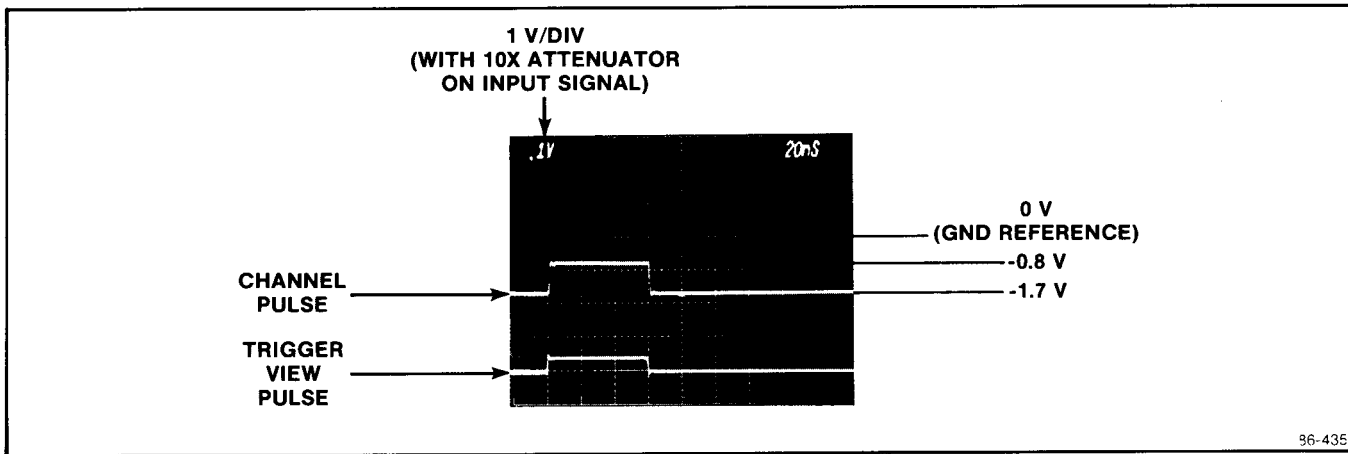 1 V/DIV
(WITH 10X ATTENUATOR
ON INPUT SIGNAL)
.1V 20nS
0 V
(GND REFERENCE)
-0.8 V
CHANNEL
PULSE
-1.7 V
TRIGGER
VIEW
PULSE
86-435